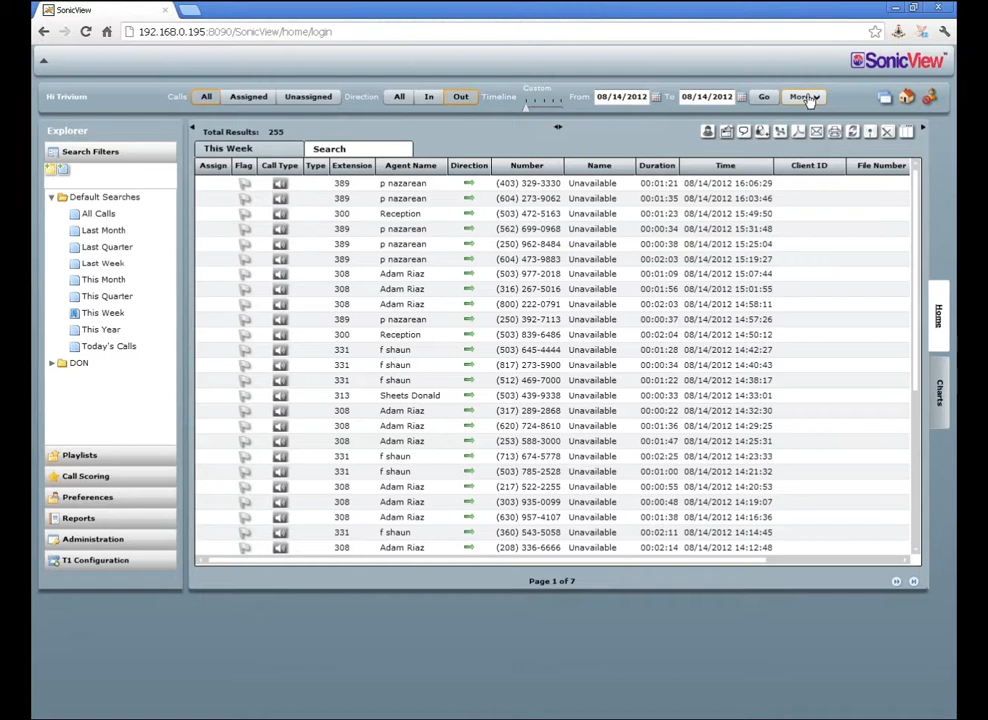 SonicView
192.168.0.195:8090/SonicView/home/login
SonicView
Hi Trivium Calls All Assigned Unassigned Direction All In Out Timeline Custom From 08/14/2012 To 08/14/2012 Go More
Explorer
Search Filters
Default Searches
All Calls
Last Month
Last Quarter
Last Week
This Month
This Quarter
This Week
This Year
Today's Calls
DON
Playlists
Call Scoring
Preferences
Reports
Administration
T1 Configuration
Total Results: 255
This Week Search
Assign Flag Call Type Type Extension Agent Name Direction Number Name Duration Time Client ID File Number
389 p nazarean (403) 329-3330 Unavailable 00:01:21 08/14/2012 16:06:29
389 p nazarean (604) 273-9062 Unavailable 00:01:35 08/14/2012 16:03:46
300 Reception (503) 472-5163 Unavailable 00:01:23 08/14/2012 15:49:50
389 p nazarean (562) 699-0968 Unavailable 00:00:34 08/14/2012 15:31:48
389 p nazarean (250) 962-8484 Unavailable 00:00:38 08/14/2012 15:25:04
389 p nazarean (604) 473-9883 Unavailable 00:02:03 08/14/2012 15:19:27
308 Adam Riaz (503) 977-2018 Unavailable 00:01:09 08/14/2012 15:07:44
308 Adam Riaz (316) 267-5016 Unavailable 00:01:56 08/14/2012 15:01:55
308 Adam Riaz (800) 222-0791 Unavailable 00:02:03 08/14/2012 14:58:11
389 p nazarean (250) 392-7113 Unavailable 00:00:37 08/14/2012 14:57:26
300 Reception (503) 839-6486 Unavailable 00:02:04 08/14/2012 14:50:12
331 f shaun (503) 645-4444 Unavailable 00:01:28 08/14/2012 14:42:27
331 f shaun (817) 273-5900 Unavailable 00:00:34 08/14/2012 14:40:43
331 f shaun (512) 469-7000 Unavailable 00:01:22 08/14/2012 14:38:17
313 Sheets Donald (503) 439-9338 Unavailable 00:00:33 08/14/2012 14:33:01
308 Adam Riaz (317) 289-2868 Unavailable 00:00:22 08/14/2012 14:32:30
308 Adam Riaz (620) 724-8610 Unavailable 00:01:36 08/14/2012 14:29:25
308 Adam Riaz (253) 588-3000 Unavailable 00:01:47 08/14/2012 14:25:31
331 f shaun (713) 674-5778 Unavailable 00:02:25 08/14/2012 14:23:33
331 f shaun (503) 785-2528 Unavailable 00:01:00 08/14/2012 14:21:32
308 Adam Riaz (217) 522-2255 Unavailable 00:00:55 08/14/2012 14:20:53
308 Adam Riaz (303) 935-0099 Unavailable 00:00:48 08/14/2012 14:19:07
308 Adam Riaz (630) 957-4107 Unavailable 00:01:38 08/14/2012 14:16:36
331 f shaun (360) 543-5058 Unavailable 00:02:11 08/14/2012 14:14:45
308 Adam Riaz (208) 336-6666 Unavailable 00:02:14 08/14/2012 14:12:48
Page 1 of 7
Home
Charts